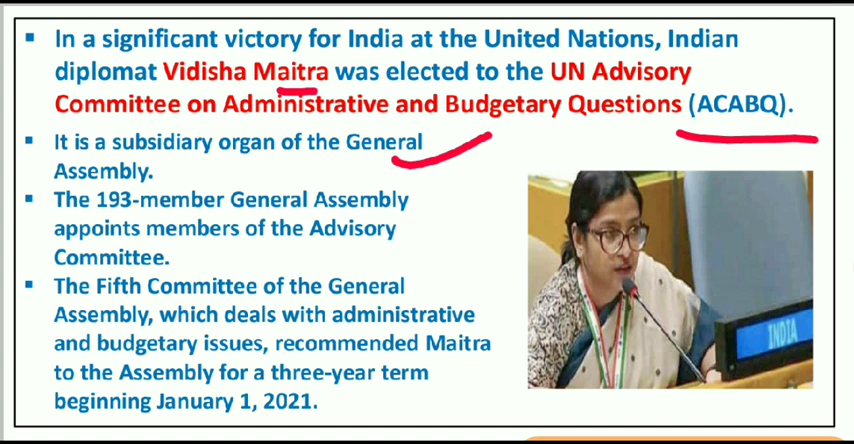 ▪ In a significant victory for India at the United Nations, Indian
diplomat Vidisha Maitra was elected to the UN Advisory
Committee on Administrative and Budgetary Questions (ACABQ).
▪ It is a subsidiary organ of the General
Assembly.
▪ The 193-member General Assembly
appoints members of the Advisory
Committee.
▪ The Fifth Committee of the General
Assembly, which deals with administrative
and budgetary issues, recommended Maitra
to the Assembly for a three-year term
beginning January 1, 2021.
INDIA